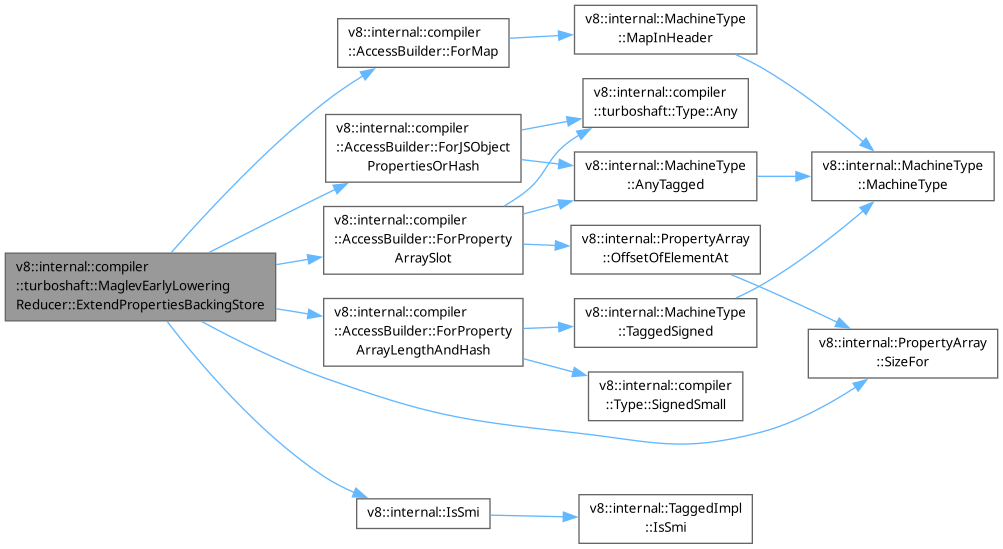 v8::internal::compiler
::turboshaft::MaglevEarlyLowering
Reducer::ExtendPropertiesBackingStore
v8::internal::compiler
::AccessBuilder::ForMap
v8::internal::compiler
::AccessBuilder::ForJSObject
PropertiesOrHash
v8::internal::compiler
::AccessBuilder::ForProperty
ArraySlot
v8::internal::compiler
::AccessBuilder::ForProperty
ArrayLengthAndHash
v8::internal::IsSmi
v8::internal::MachineType
::MapInHeader
v8::internal::compiler
::turboshaft::Type::Any
v8::internal::MachineType
::AnyTagged
v8::internal::PropertyArray
::OffsetOfElementAt
v8::internal::MachineType
::TaggedSigned
v8::internal::compiler
::Type::SignedSmall
v8::internal::TaggedImpl
::IsSmi
v8::internal::MachineType
::MachineType
v8::internal::PropertyArray
::SizeFor